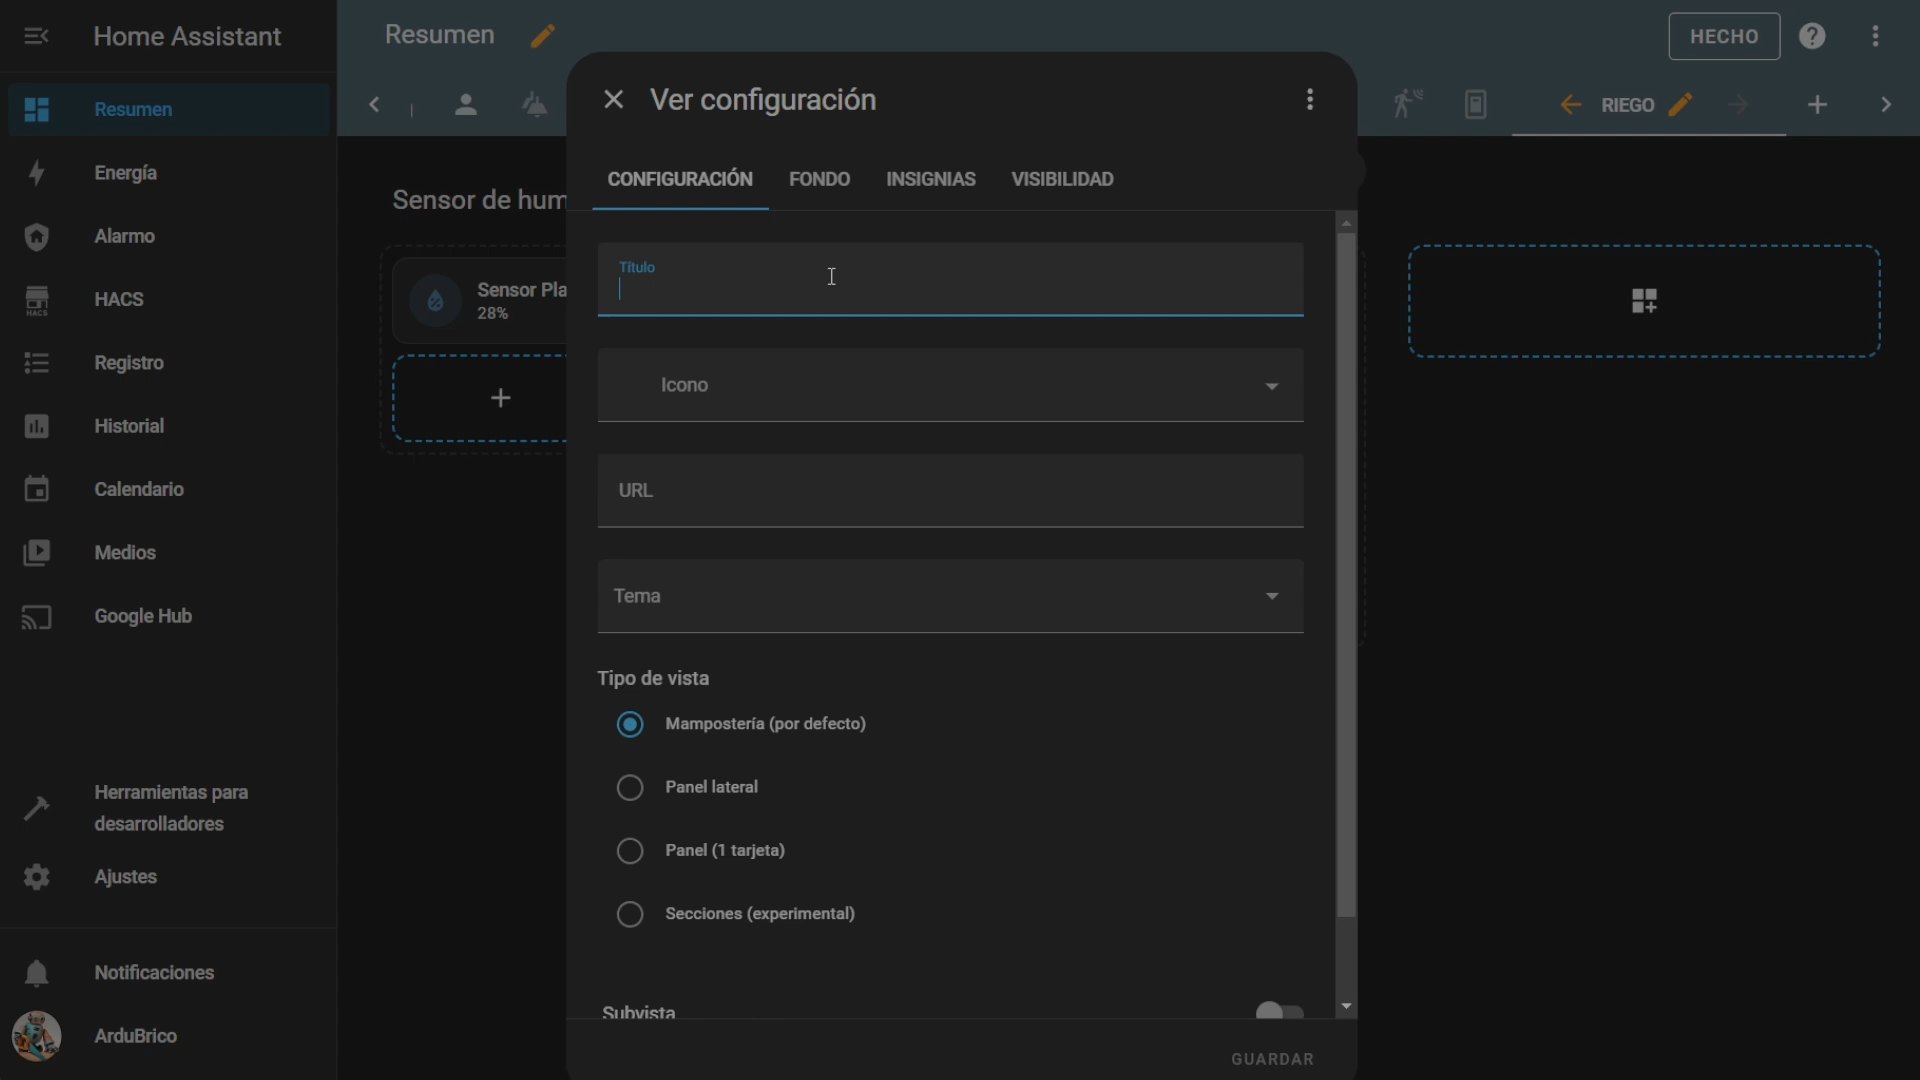 Home Assistant
Resumen
Energía
Alarmo
HACS
HACS
Registro
Historial
Calendario
Medios
Google Hub
Herramientas para
desarrolladores
Ajustes
Notificaciones
ArduBrico
Resumen
HECHO
RIEGO
Sensor de hum
Sensor Pla
28%
Ver configuración
CONFIGURACIÓN FONDO INSIGNIAS VISIBILIDAD
Título
Icono
URL
Tema
Tipo de vista
Mampostería (por defecto)
Panel lateral
Panel (1 tarjeta)
Secciones (experimental)
Subvista
GUARDAR